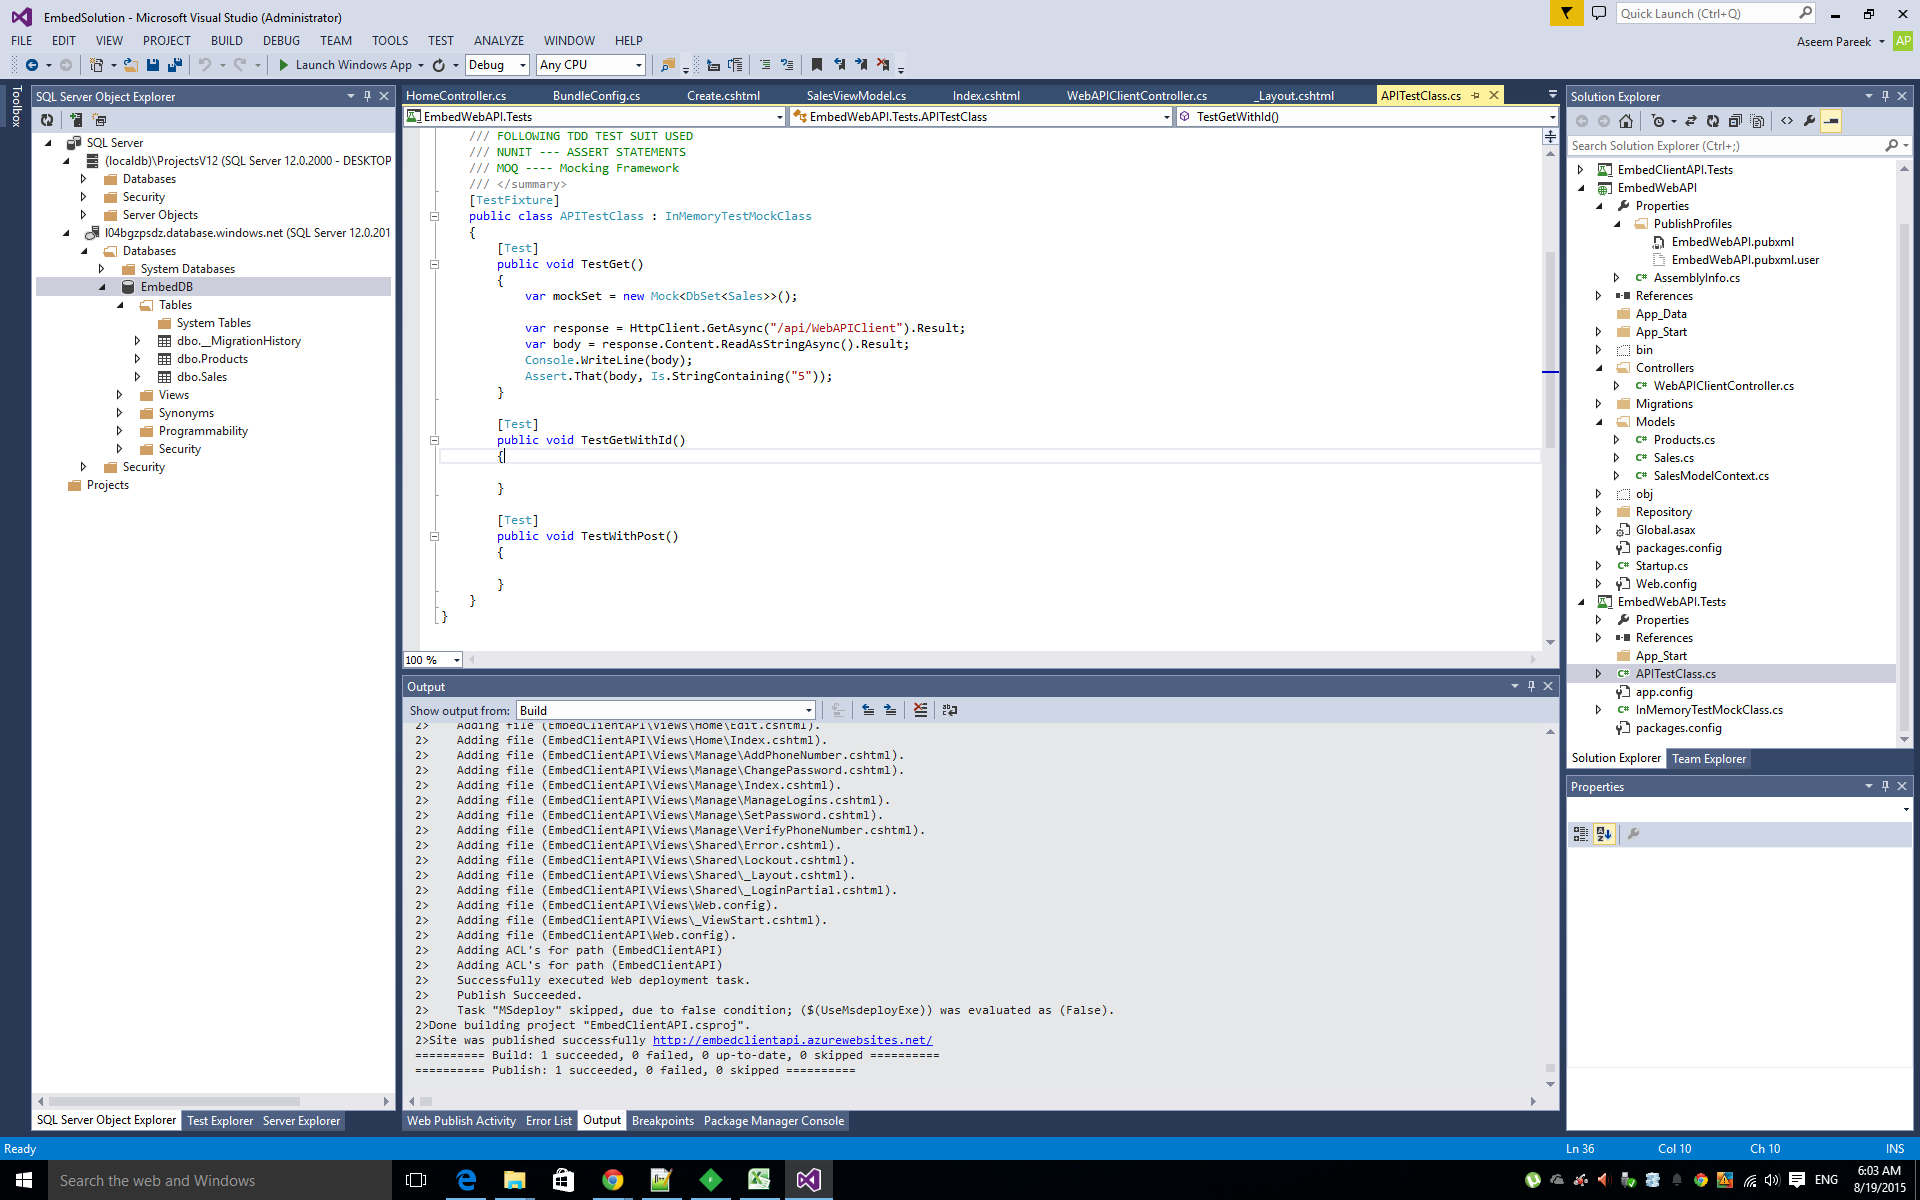 EmbedSolution - Microsoft Visual Studio (Administrator)
Quick Launch (Ctrl+Q)
FILE EDIT VIEW PROJECT BUILD DEBUG TEAM TOOLS TEST ANALYZE WINDOW HELP
Aseem Pareek AP
Launch Windows App Debug Any CPU
Toolbox
SQL Server Object Explorer
SQL Server
(localdb)\ProjectsV12 (SQL Server 12.0.2000 - DESKTOP
Databases
Security
Server Objects
l04bgzpsdz.database.windows.net (SQL Server 12.0.201
Databases
System Databases
EmbedDB
Tables
System Tables
dbo.__MigrationHistory
dbo.Products
dbo.Sales
Views
Synonyms
Programmability
Security
Security
Projects
SQL Server Object Explorer Test Explorer Server Explorer
HomeController.cs BundleConfig.cs Create.cshtml SalesViewModel.cs Index.cshtml WebAPIClientController.cs _Layout.cshtml APITestClass.cs
EmbedWebAPI.Tests EmbedWebAPI.Tests.APITestClass TestGetWithId()
/// FOLLOWING TDD TEST SUIT USED
/// NUNIT --- ASSERT STATEMENTS
/// MOQ ---- Mocking Framework
/// </summary>
[TestFixture]
public class APITestClass : InMemoryTestMockClass
{
[Test]
public void TestGet()
{
var mockSet = new Mock<DbSet<Sales>>();
var response = HttpClient.GetAsync("/api/WebAPIClient").Result;
var body = response.Content.ReadAsStringAsync().Result;
Console.WriteLine(body);
Assert.That(body, Is.StringContaining("5"));
}
[Test]
public void TestGetWithId()
{
}
[Test]
public void TestWithPost()
{
}
}
}
100 %
Output
Show output from: Build
2> Adding file (EmbedClientAPI\Views\Home\Edit.cshtml).
2> Adding file (EmbedClientAPI\Views\Home\Index.cshtml).
2> Adding file (EmbedClientAPI\Views\Manage\AddPhoneNumber.cshtml).
2> Adding file (EmbedClientAPI\Views\Manage\ChangePassword.cshtml).
2> Adding file (EmbedClientAPI\Views\Manage\Index.cshtml).
2> Adding file (EmbedClientAPI\Views\Manage\ManageLogins.cshtml).
2> Adding file (EmbedClientAPI\Views\Manage\SetPassword.cshtml).
2> Adding file (EmbedClientAPI\Views\Manage\VerifyPhoneNumber.cshtml).
2> Adding file (EmbedClientAPI\Views\Shared\Error.cshtml).
2> Adding file (EmbedClientAPI\Views\Shared\Lockout.cshtml).
2> Adding file (EmbedClientAPI\Views\Shared\_Layout.cshtml).
2> Adding file (EmbedClientAPI\Views\Shared\_LoginPartial.cshtml).
2> Adding file (EmbedClientAPI\Views\Web.config).
2> Adding file (EmbedClientAPI\Views\_ViewStart.cshtml).
2> Adding file (EmbedClientAPI\Web.config).
2> Adding ACL's for path (EmbedClientAPI)
2> Adding ACL's for path (EmbedClientAPI)
2> Successfully executed Web deployment task.
2> Publish Succeeded.
2> Task "MSdeploy" skipped, due to false condition; ($(UseMsdeployExe)) was evaluated as (False).
2>Done building project "EmbedClientAPI.csproj".
2>Site was published successfully http://embedclientapi.azurewebsites.net/
========== Build: 1 succeeded, 0 failed, 0 up-to-date, 0 skipped ==========
========== Publish: 1 succeeded, 0 failed, 0 skipped ==========
Web Publish Activity Error List Output Breakpoints Package Manager Console
Solution Explorer
Search Solution Explorer (Ctrl+;)
EmbedClientAPI.Tests
EmbedWebAPI
Properties
PublishProfiles
EmbedWebAPI.pubxml
EmbedWebAPI.pubxml.user
C# AssemblyInfo.cs
References
App_Data
App_Start
bin
Controllers
C# WebAPIClientController.cs
Migrations
Models
C# Products.cs
C# Sales.cs
C# SalesModelContext.cs
obj
Repository
Global.asax
packages.config
C# Startup.cs
Web.config
EmbedWebAPI.Tests
Properties
References
App_Start
C# APITestClass.cs
app.config
C# InMemoryTestMockClass.cs
packages.config
Solution Explorer Team Explorer
Properties
Ready Ln 36 Col 10 Ch 10 INS
Search the web and Windows
ENG
6:03 AM
8/19/2015